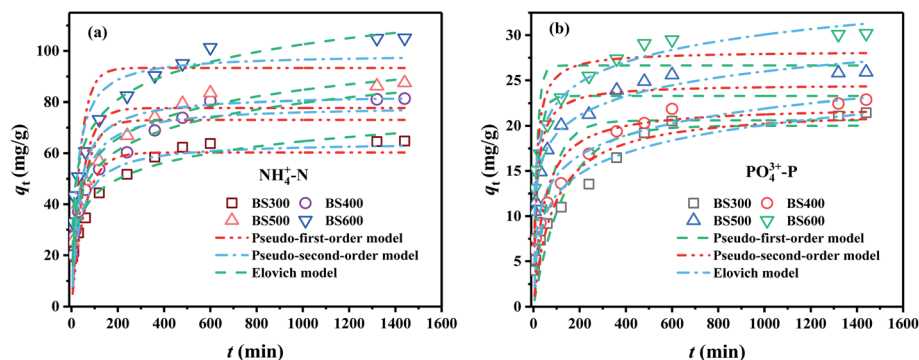 (a)
120
100
80
60
40
20
0
qt (mg/g)
NH4+-N
BS300 BS400
BS500 BS600
Pseudo-first-order model
Pseudo-second-order model
Elovich model
0 200 400 600 800 1000 1200 1400 1600
t (min)
(b)
30
25
20
15
10
5
0
qt (mg/g)
PO43+-P
BS300 BS400
BS500 BS600
Pseudo-first-order model
Pseudo-second-order model
Elovich model
0 200 400 600 800 1000 1200 1400 1600
t (min)